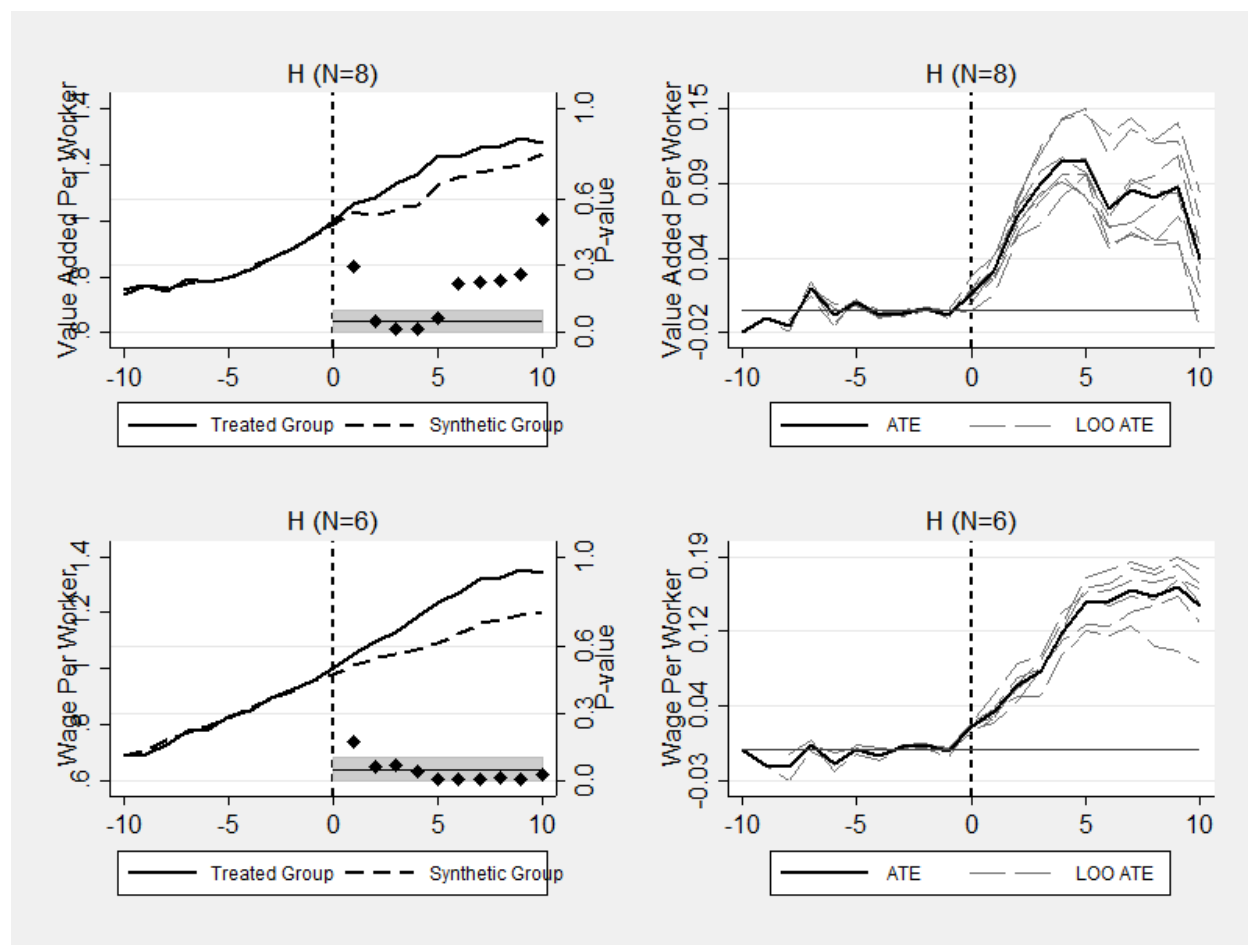 H (N=8)
Value Added Per Worker
.6 .8 1 1.2 1.4
0.0 0.3 0.6 1.0
P-value
-10 -5 0 5 10
Treated Group Synthetic Group
H (N=8)
Value Added Per Worker
-0.02 0.04 0.09 0.15
-10 -5 0 5 10
ATE LOO ATE
H (N=6)
Wage Per Worker
.6 .8 1 1.2 1.4
0.0 0.3 0.6 1.0
P-value
-10 -5 0 5 10
Treated Group Synthetic Group
H (N=6)
Wage Per Worker
-0.03 0.04 0.12 0.19
-10 -5 0 5 10
ATE LOO ATE